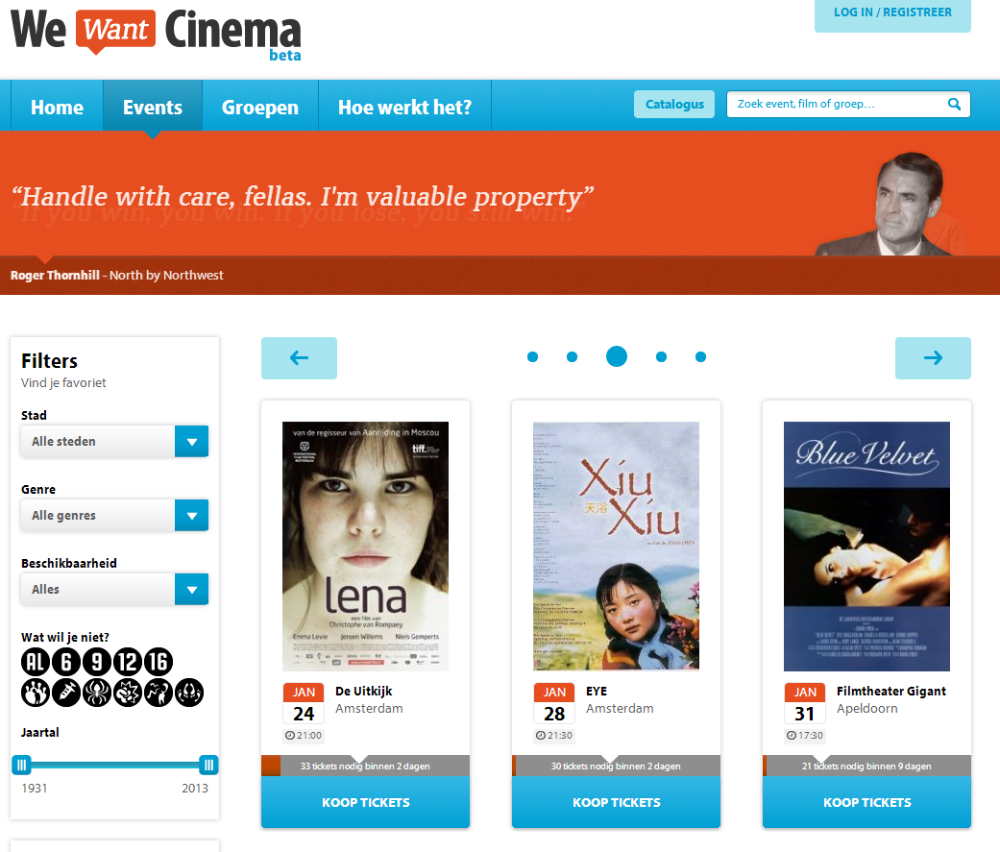 We Want Cinema
beta
LOG IN / REGISTREER
Home
Events
Groepen
Hoe werkt het?
Catalogus
Zoek event, film of groep...
“Handle with care, fellas. I'm valuable property”
“If you win, you win. If you lose, you still win.”
Roger Thornhill - North by Northwest
Filters
Vind je favoriet
Stad
Alle steden
Genre
Alle genres
Beschikbaarheid
Alles
Wat wil je niet?
AL 6 9 12 16
Jaartal
1931 2013
van de regisseur van Aanrijding in Moscou
tiff.
lena
een film van
Christophe van Rompaey
Emma Levie Jeroen Willems Niels Gomperts
JAN
24
De Uitkijk
Amsterdam
21:00
33 tickets nodig binnen 2 dagen
KOOP TICKETS
Xiu
天浴
Xiu
un film de JOAN CHEN
JAN
28
EYE
Amsterdam
21:30
30 tickets nodig binnen 2 dagen
KOOP TICKETS
Blue Velvet
JAN
31
Filmtheater Gigant
Apeldoorn
17:30
21 tickets nodig binnen 9 dagen
KOOP TICKETS